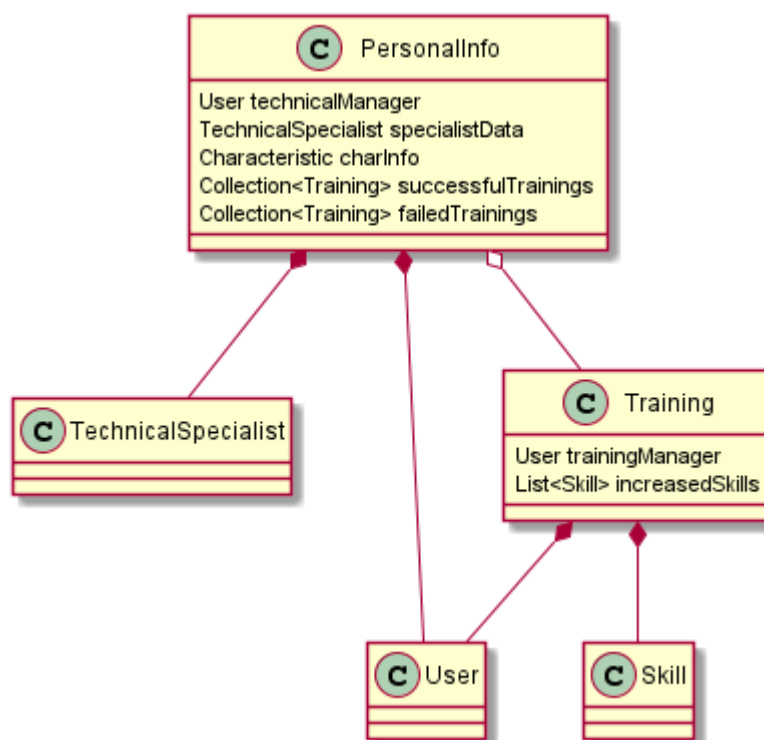 C PersonalInfo
User technicalManager
TechnicalSpecialist specialistData
Characteristic charInfo
Collection<Training> successfulTrainings
Collection<Training> failedTrainings
C TechnicalSpecialist
C Training
User trainingManager
List<Skill> increasedSkills
C User
C Skill